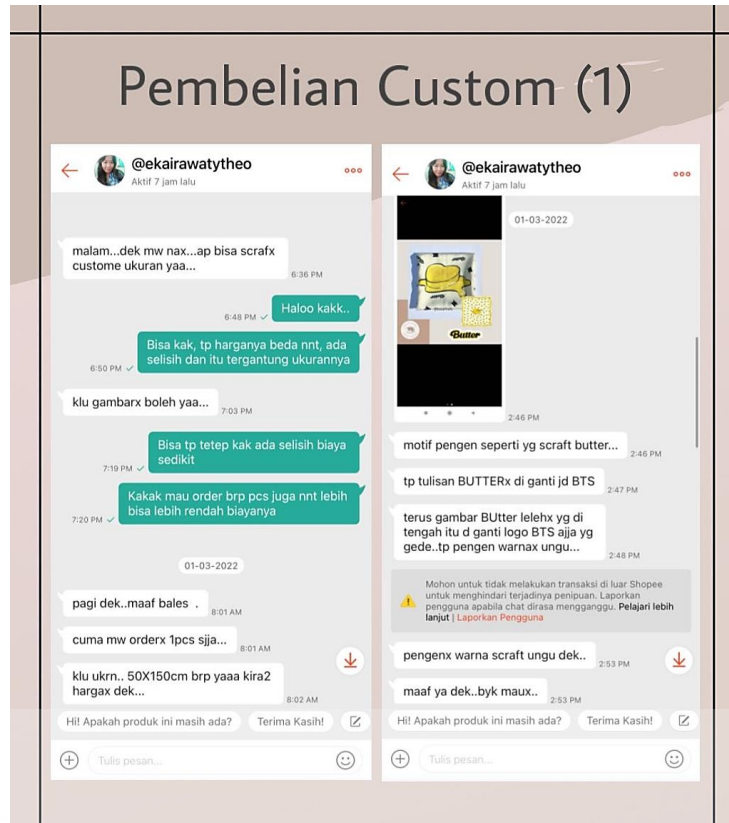 Pembelian Custom (1)
@ekairawatytheo
Aktif 7 jam lalu
malam...dek mw nax...ap bisa scrafx
custome ukuran yaa...
6:36 PM
Haloo kakk..
6:48 PM
Bisa kak, tp harganya beda nnt, ada
selisih dan itu tergantung ukurannya
6:50 PM
klu gambarx boleh yaa...
7:03 PM
Bisa tp tetep kak ada selisih biaya
sedikit
7:19 PM
Kakak mau order brp pcs juga nnt lebih
bisa lebih rendah biayanya
7:20 PM
01-03-2022
pagi dek..maaf bales .
8:01 AM
cuma mw orderx 1pcs sjja...
8:01 AM
klu ukrn.. 50X150cm brp yaaa kira2
hargax dek...
8:02 AM
Hi! Apakah produk ini masih ada?
Terima Kasih!
Tulis pesan...
@ekairawatytheo
Aktif 7 jam lalu
01-03-2022
Butter
2:46 PM
motif pengen seperti yg scraft butter...
2:46 PM
tp tulisan BUTTERx di ganti jd BTS
2:47 PM
terus gambar BUtter lelehx yg di
tengah itu d ganti logo BTS ajja yg
gede..tp pengen warnax ungu...
2:48 PM
Mohon untuk tidak melakukan transaksi di luar Shopee
untuk menghindari terjadinya penipuan. Laporkan
pengguna apabila chat dirasa mengganggu. Pelajari lebih
lanjut | Laporkan Pengguna
pengenx warna scraft ungu dek..
2:53 PM
maaf ya dek..byk maux..
2:53 PM
Hi! Apakah produk ini masih ada?
Terima Kasih!
Tulis pesan...